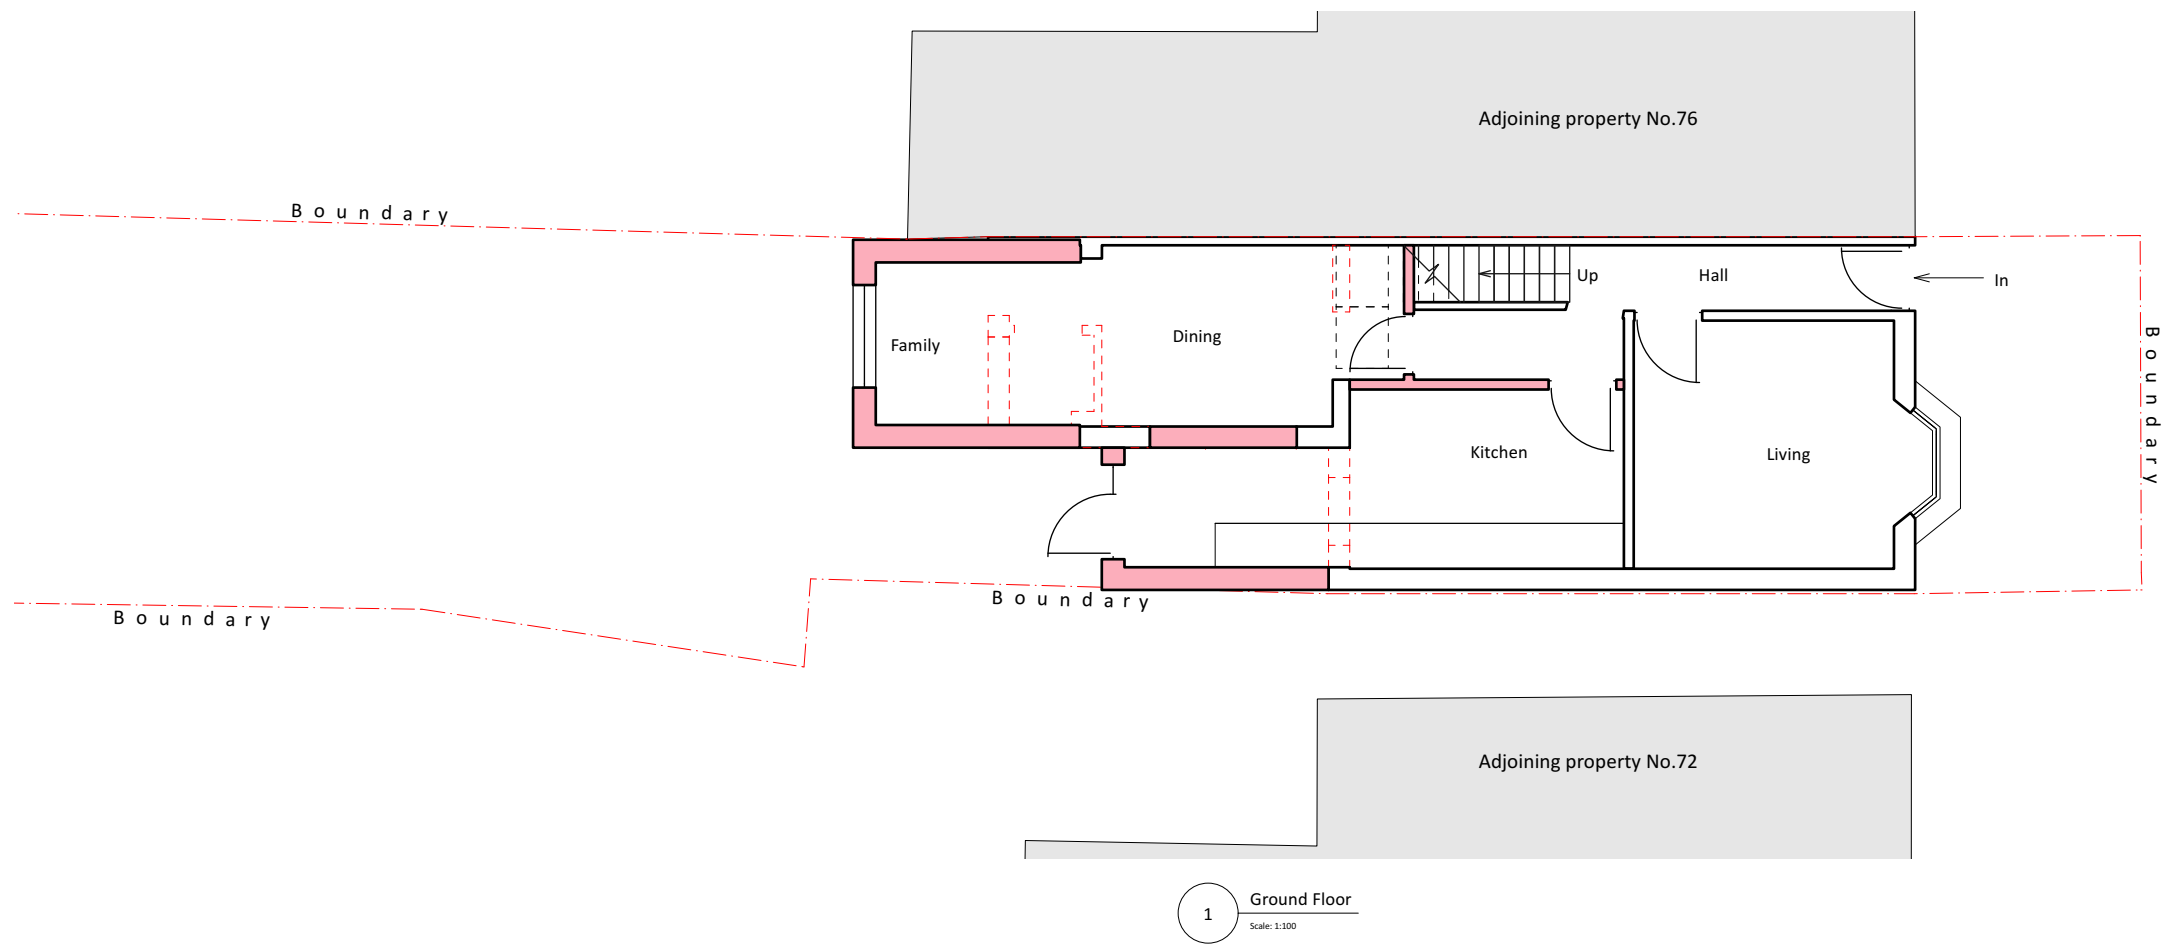 Adjoining property No.76
Boundary
Up
Hall
In
Family
Dining
Boundary
Kitchen
Living
Boundary
Boundary
Adjoining property No.72
1
Ground Floor
Scale: 1:100